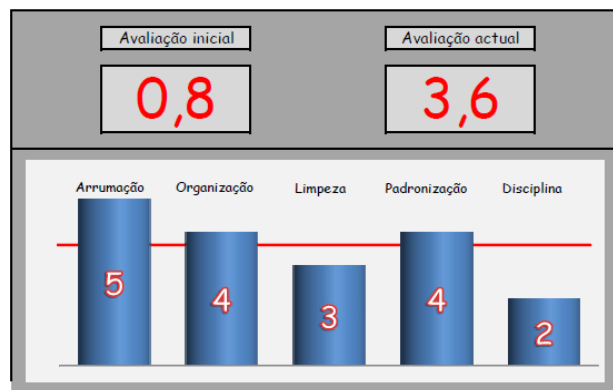 Avaliação inicial
Avaliação actual
0,8
3,6
Arrumação Organização Limpeza Padronização Disciplina
5 4 3 4 2